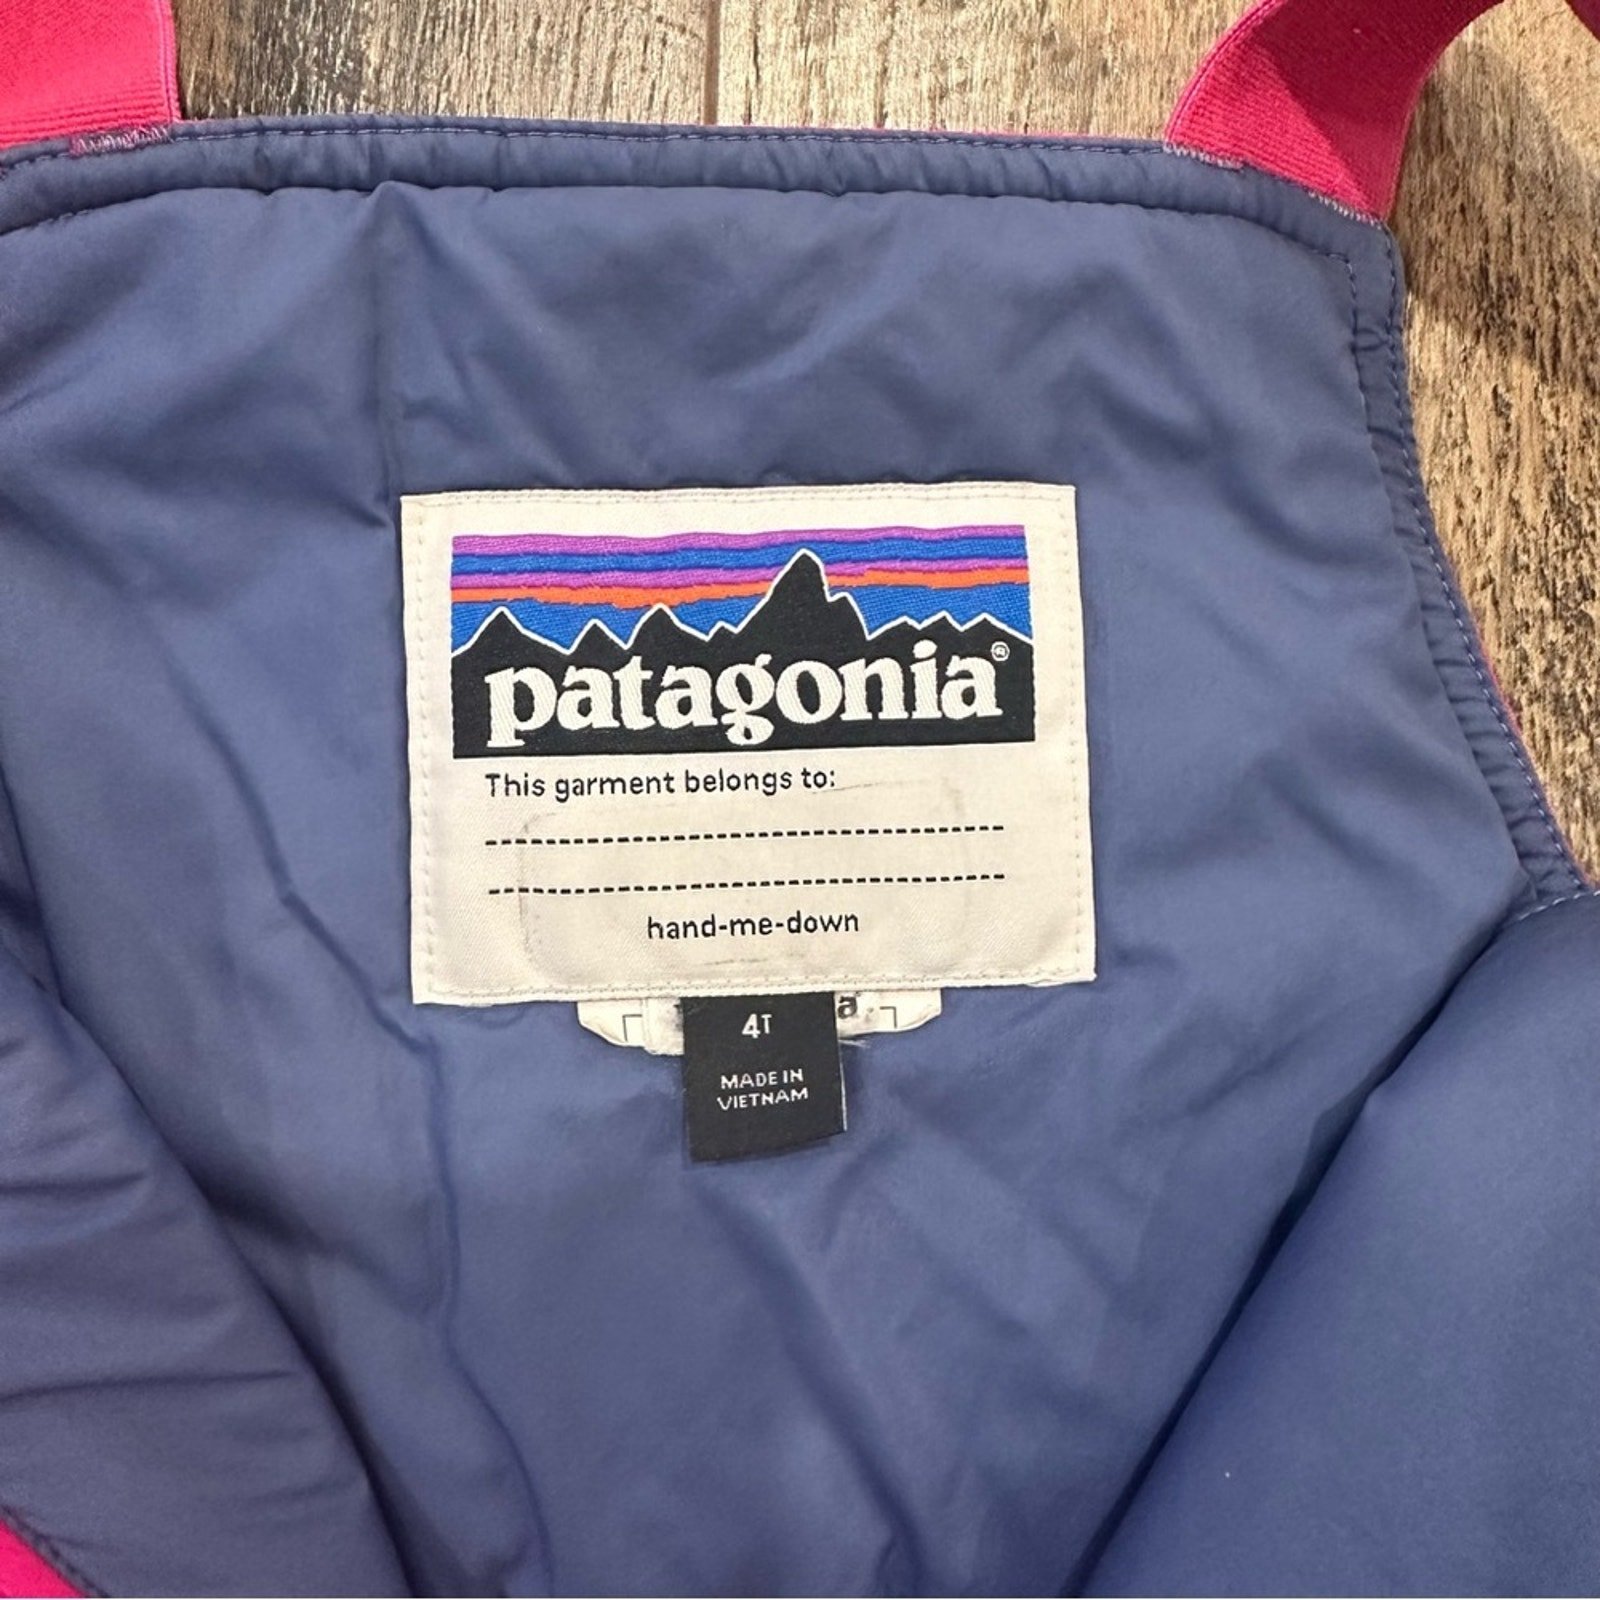 patagonia®
This garment belongs to:
hand-me-down
a
4T
MADE IN
VIETNAM